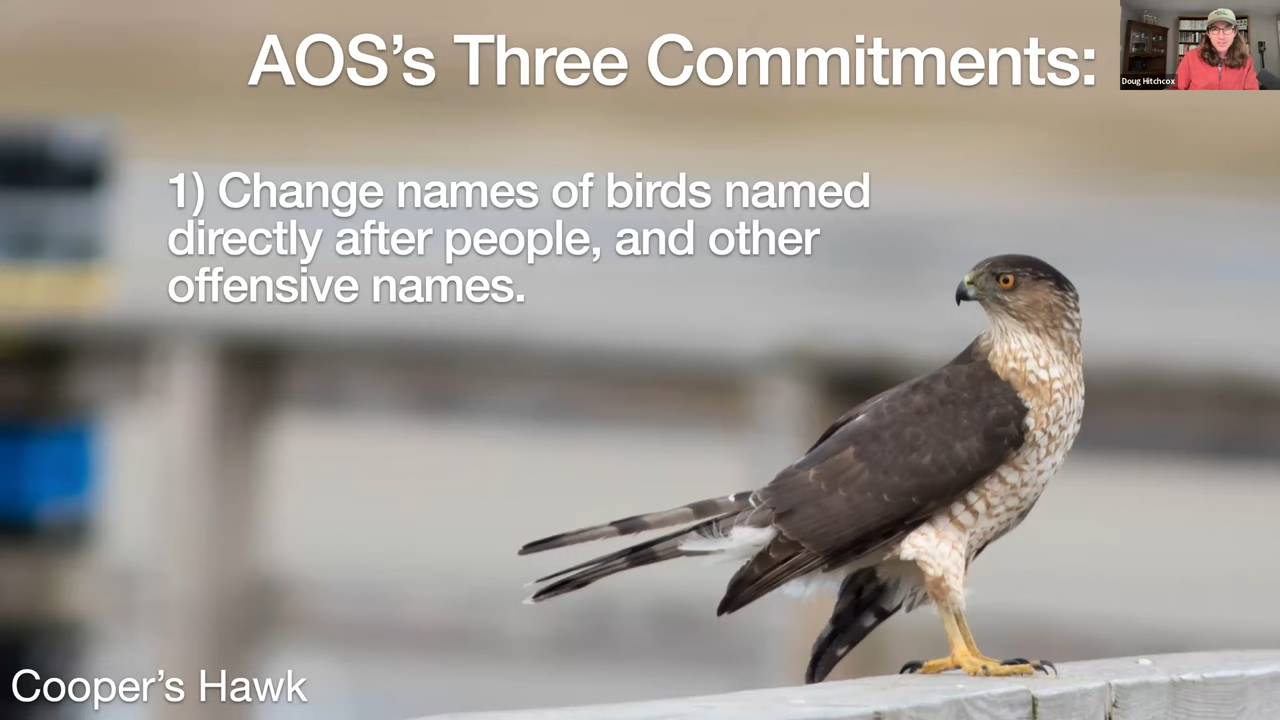 AOS’s Three Commitments:
Doug Hitchcox
1) Change names of birds named
directly after people, and other
offensive names.
Cooper’s Hawk